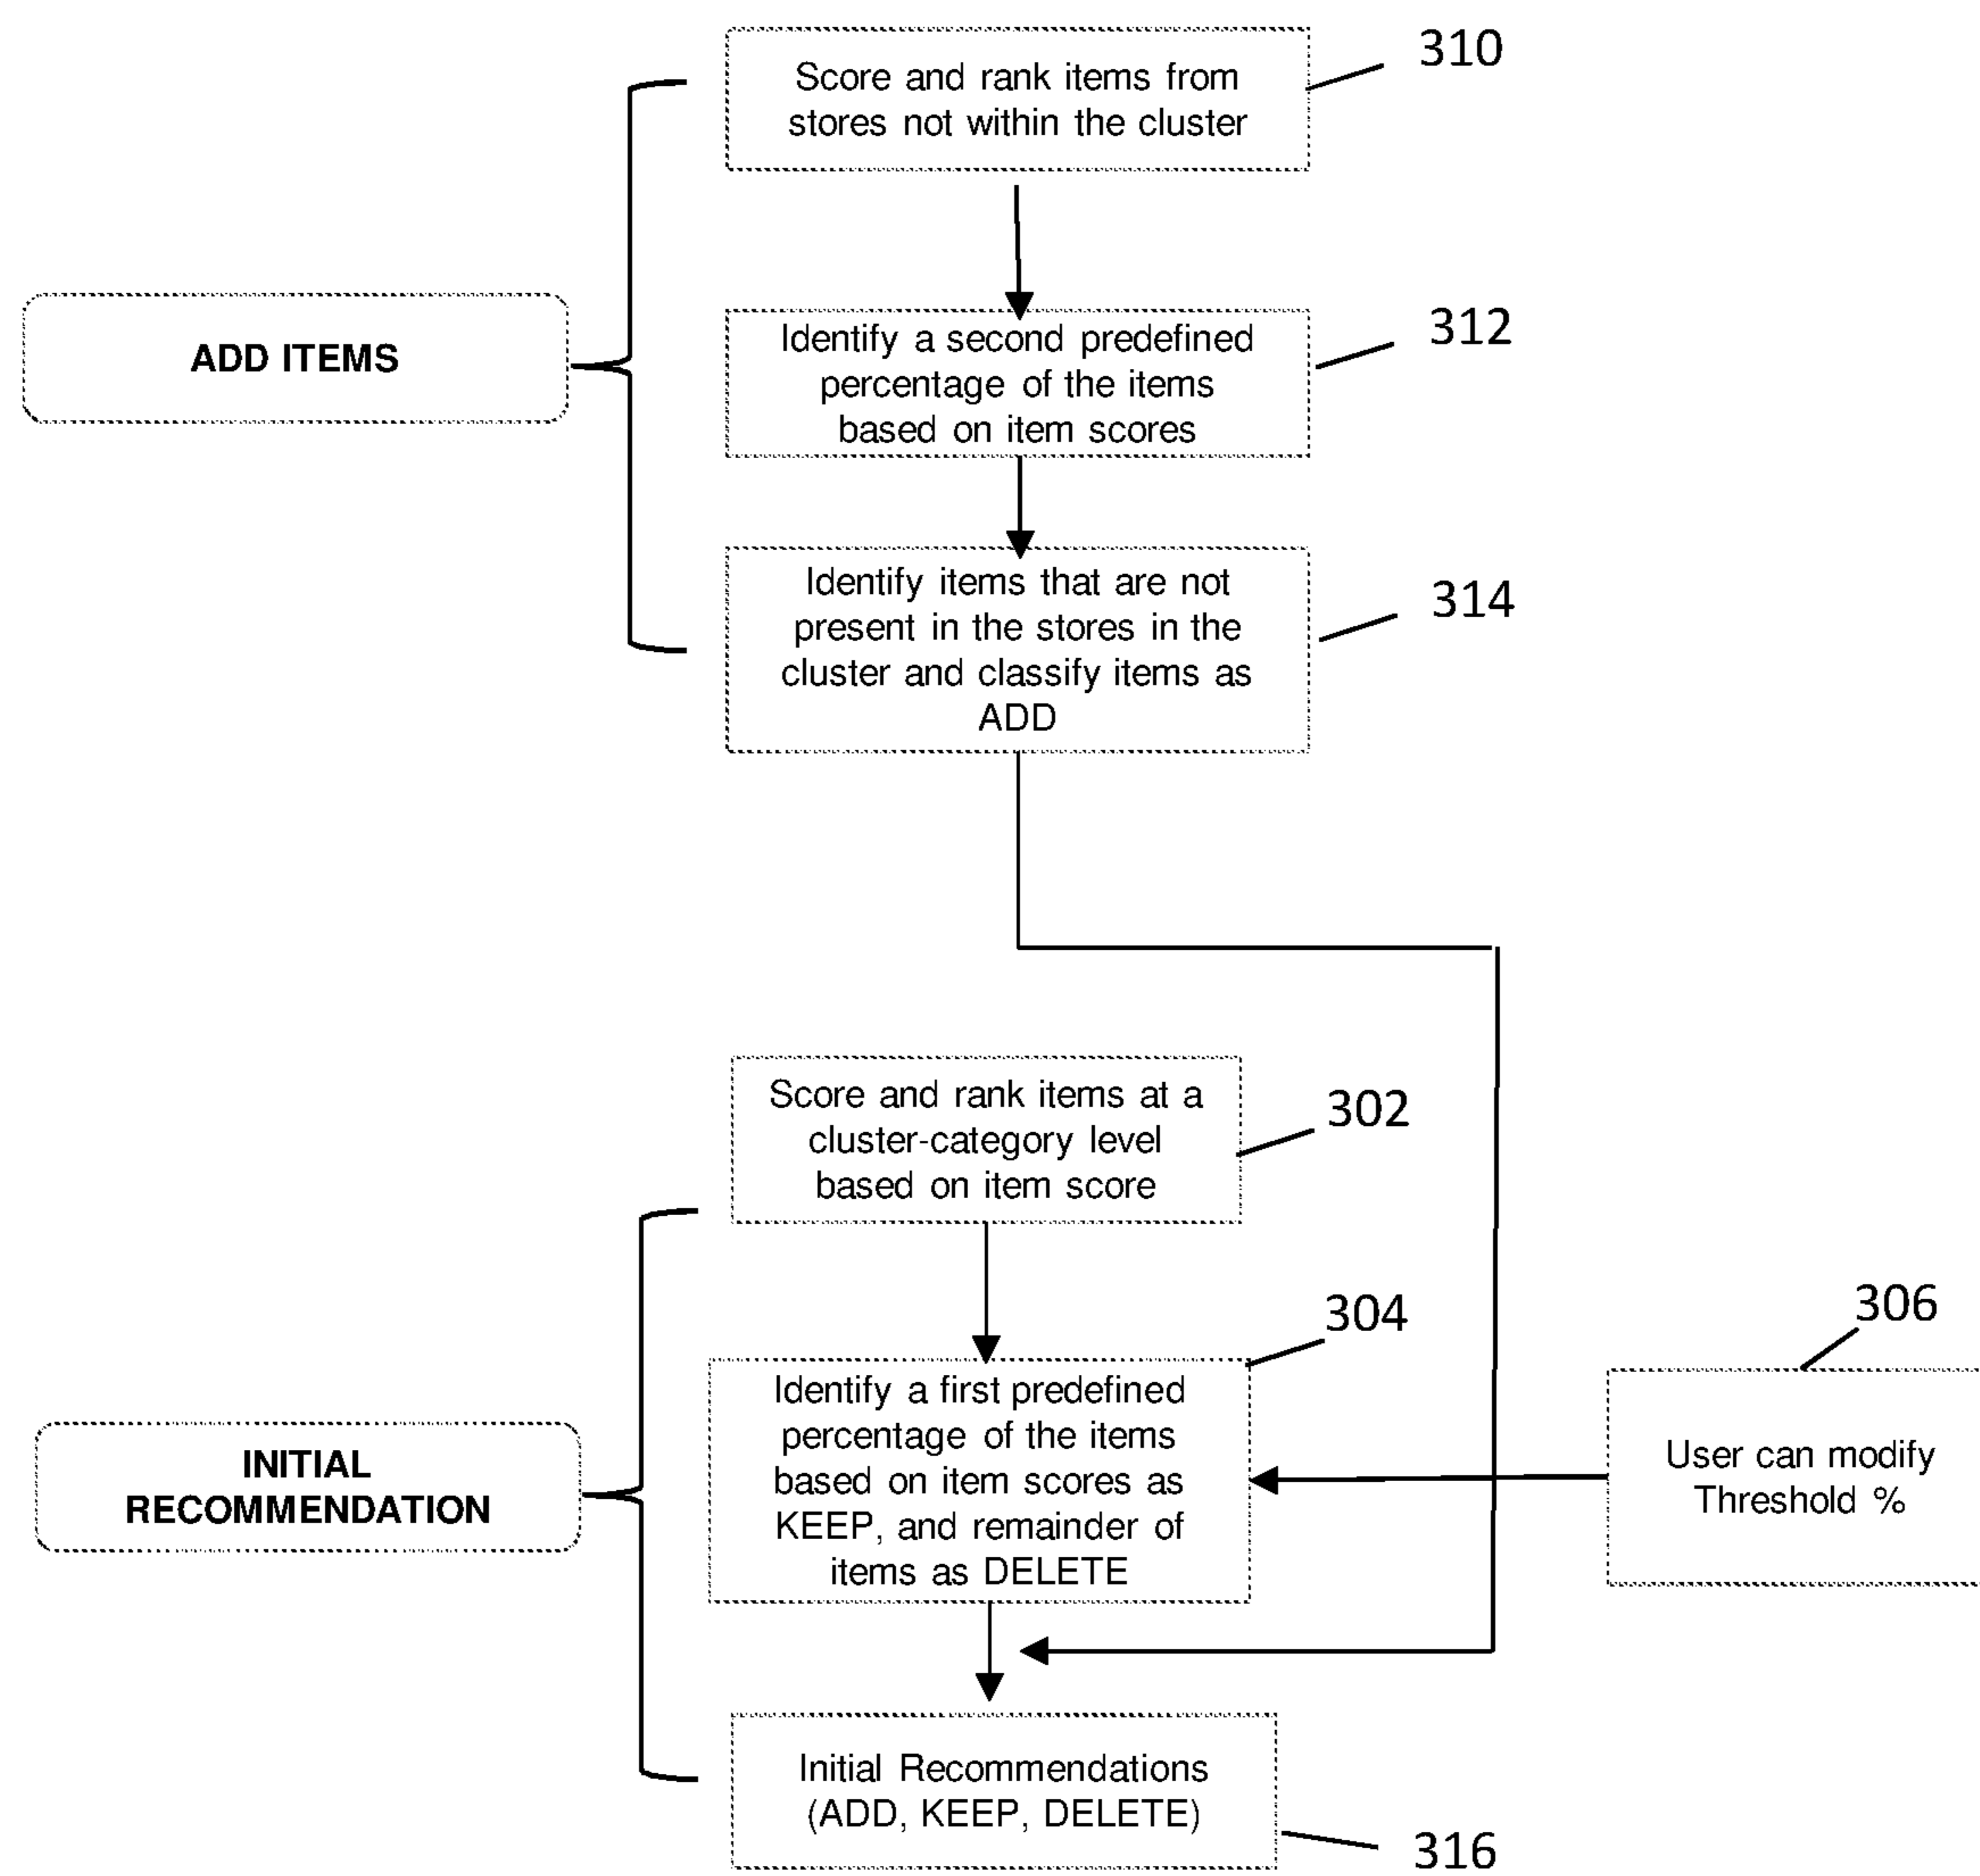 310
Score and rank items from
stores not within the cluster
312
Identify a second predefined
percentage of the items
based on item scores
ADD ITEMS
314
Identify items that are not
present in the stores in the
cluster and classify items as
ADD
302
Score and rank items at a
cluster-category level
based on item score
304
306
Identify a first predefined
percentage of the items
based on item scores as
KEEP, and remainder of
items as DELETE
INITIAL
RECOMMENDATION
User can modify
Threshold %
Initial Recommendations
(ADD, KEEP, DELETE)
316